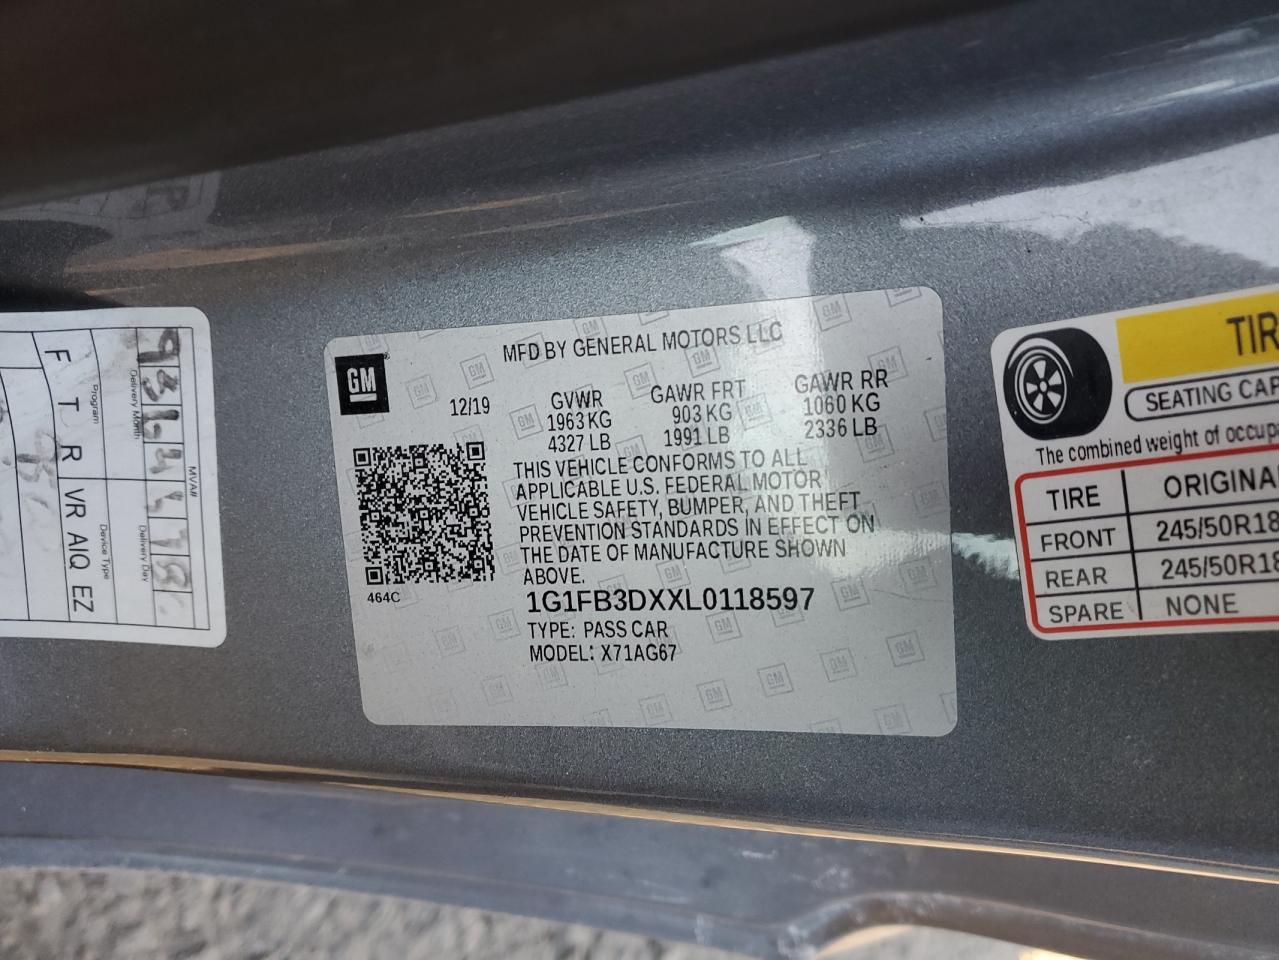 GM
MFD BY GENERAL MOTORS LLC
12/19
GVWR GAWR FRT GAWR RR
1963 KG 903 KG 1060 KG
4327 LB 1991 LB 2336 LB
THIS VEHICLE CONFORMS TO ALL
APPLICABLE U.S. FEDERAL MOTOR
VEHICLE SAFETY, BUMPER, AND THEFT
PREVENTION STANDARDS IN EFFECT ON
THE DATE OF MANUFACTURE SHOWN
ABOVE.
464C
1G1FB3DXXL0118597
TYPE: PASS CAR
MODEL: X71AG67
MVAI#
Delivery Month Delivery Day
Program Device Type
F T R VR AIQ EZ
TIR
SEATING CAP
The combined weight of occupa
TIRE ORIGINA
FRONT 245/50R18
REAR 245/50R18
SPARE NONE